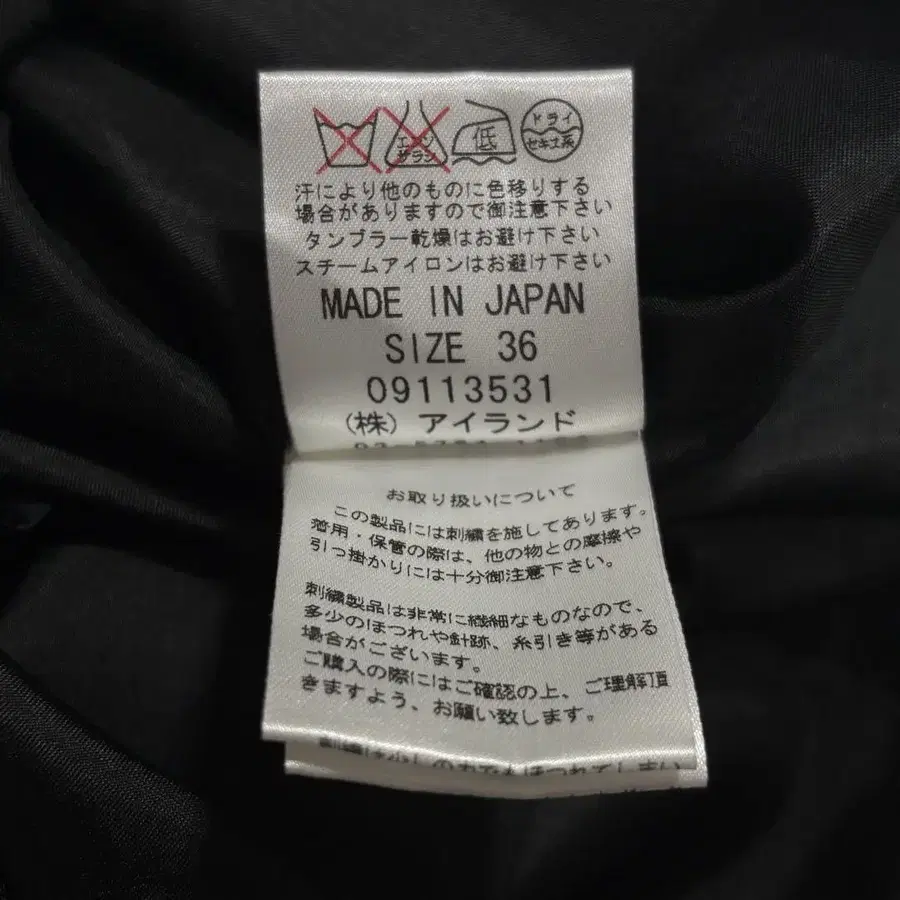 エンソ
サラシ
低
ドライ
セキユ系
汗により他のものに色移りする
場合がありますので御注意下さい
タンブラー乾燥はお避け下さい
スチームアイロンはお避け下さい
MADE IN JAPAN
SIZE 36
09113531
(株) アイランド
お取り扱いについて
この製品には刺繍を施してあります。
着用・保管の際は、他の物との摩擦や
引っ掛かりには十分御注意下さい。
刺繍製品は非常に繊細なものなので、
多少のほつれや針跡、糸引き等がある
場合がございます。
ご購入の際にはご確認の上、ご理解頂
きますよう、お願い致します。